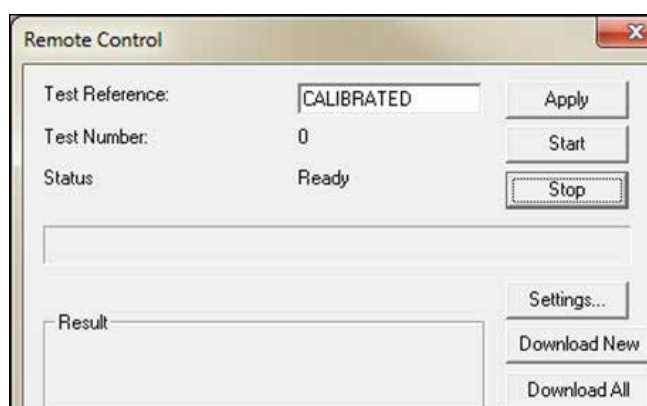 Remote Control
Test Reference: CALIBRATED Apply
Test Number: 0 Start
Status Ready Stop
Settings...
Result
Download New
Download All